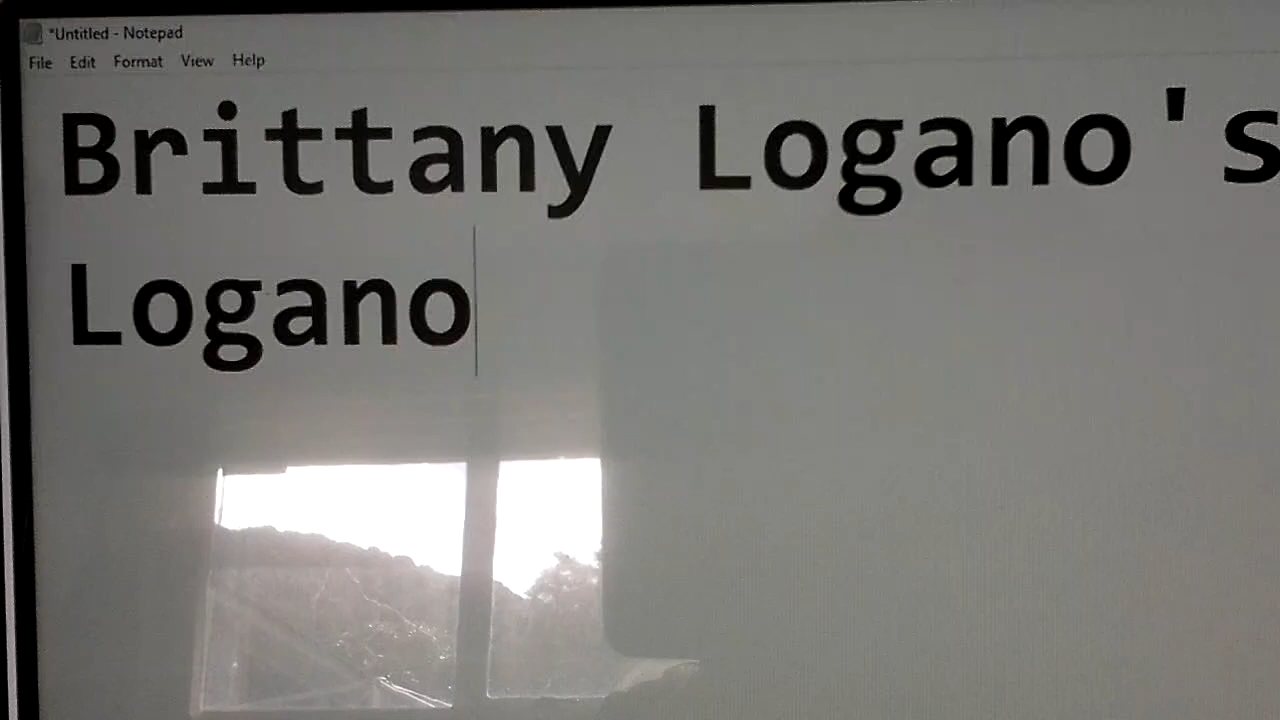 *Untitled - Notepad
File Edit Format View Help
Brittany Logano's
Logano